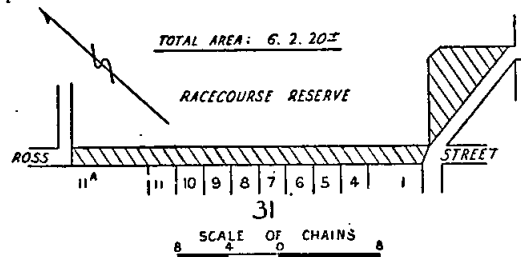 TOTAL AREA: 6. 2. 20±
RACECOURSE RESERVE
ROSS STREET
11A 11 10 9 8 7 6 5 4 1
31
SCALE OF CHAINS
8 4 0 8